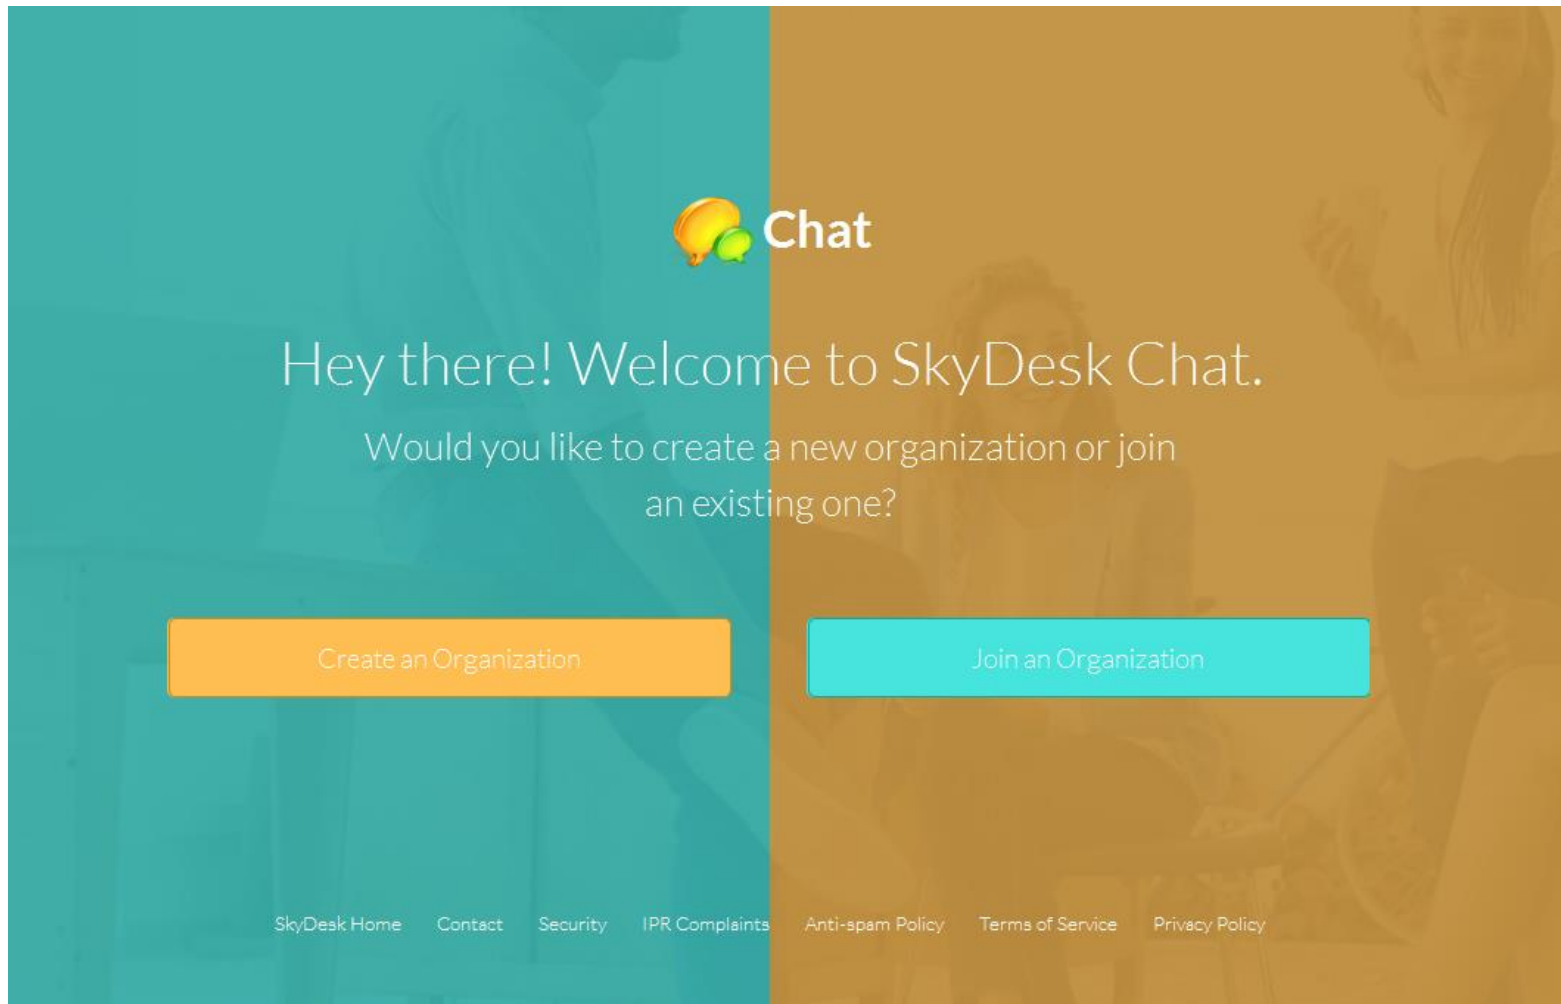 Chat
Hey there! Welcome to SkyDesk Chat.
Would you like to create a new organization or join
an existing one?
Create an Organization
Join an Organization
SkyDesk Home Contact Security IPR Complaints Anti-spam Policy Terms of Service Privacy Policy